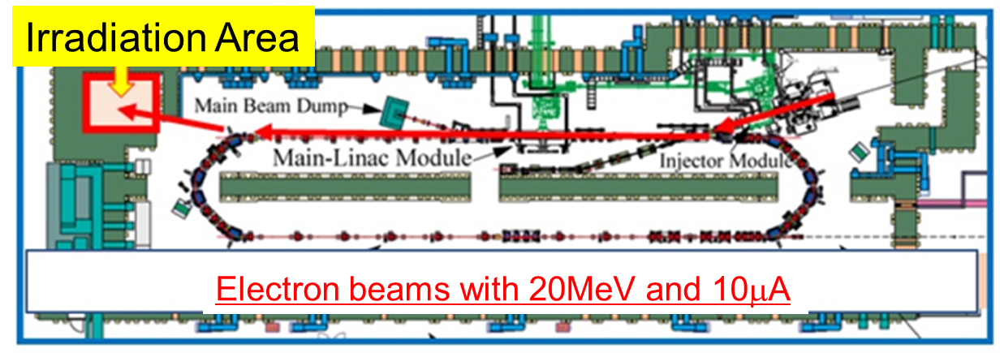 Irradiation Area
Main Beam Dump
Main-Linac Module
Injector Module
Electron beams with 20MeV and 10μA